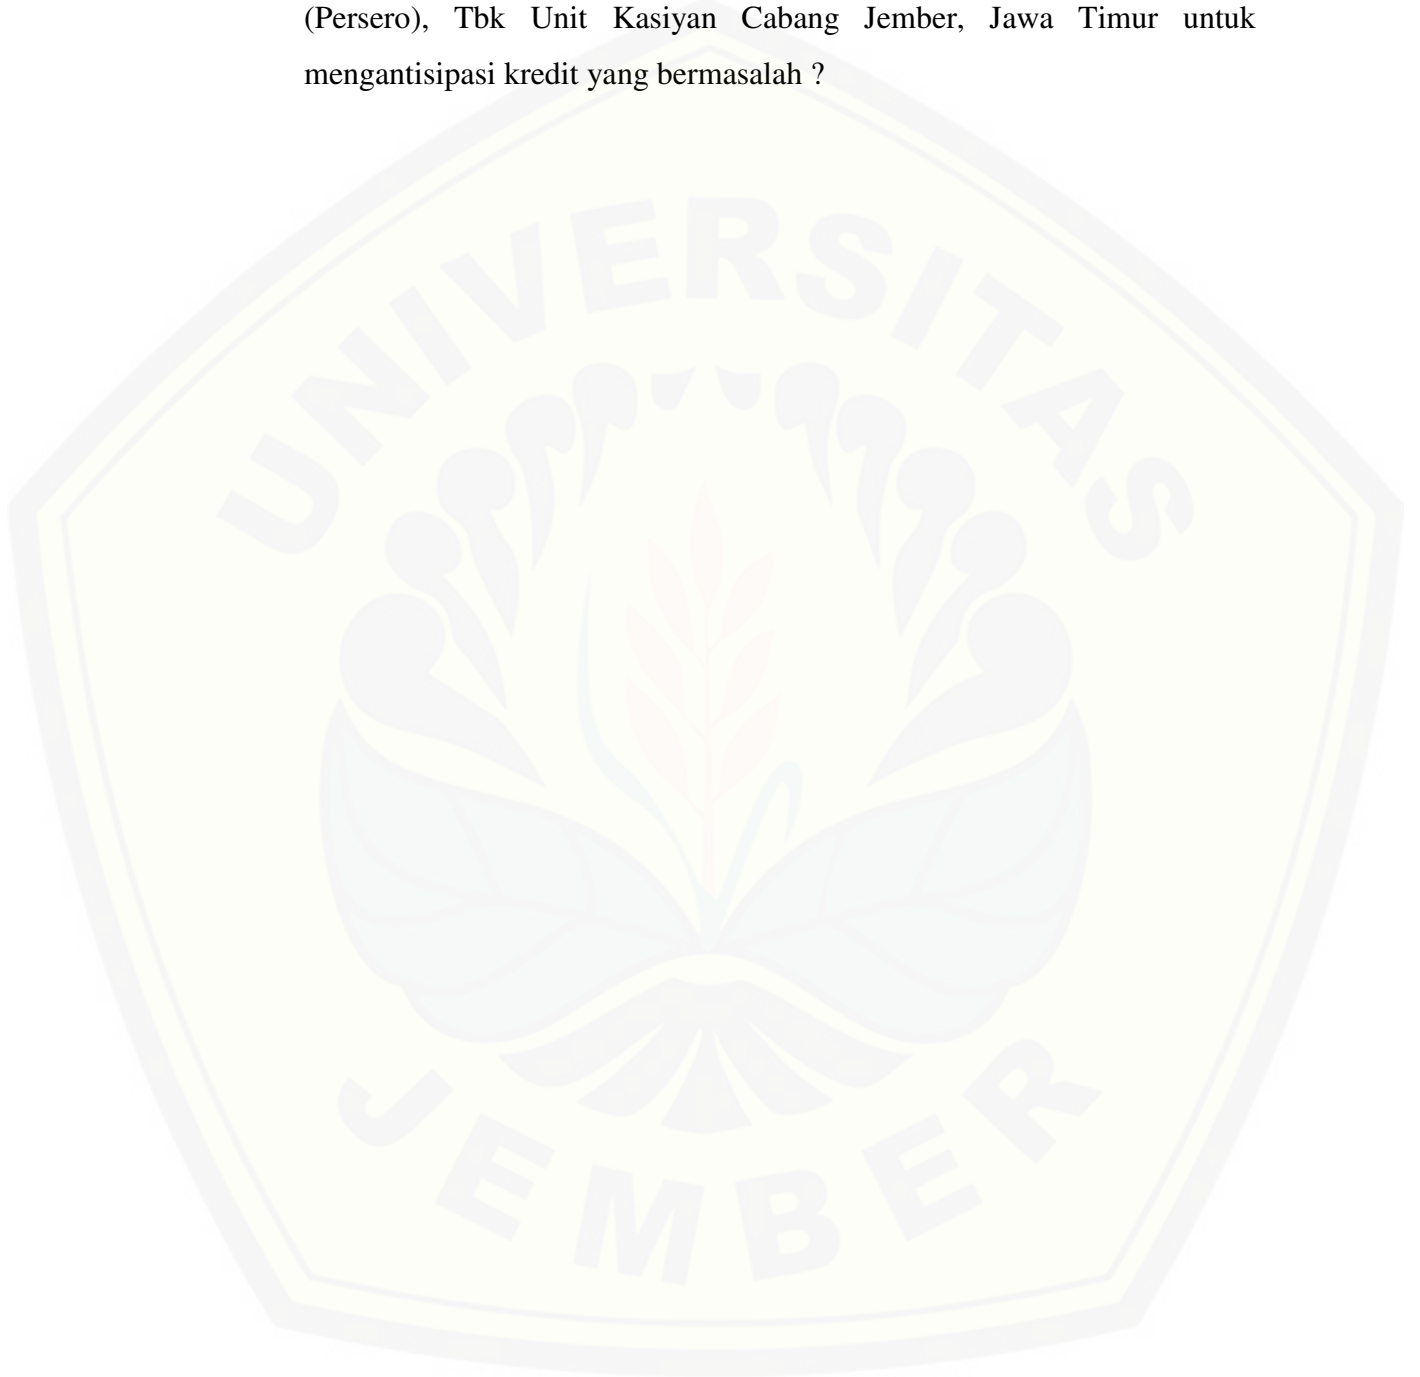 (Persero), Tbk Unit Kasiyan Cabang Jember, Jawa Timur untuk
mengantisipasi kredit yang bermasalah ?
UNIVERSITAS
JEMBER